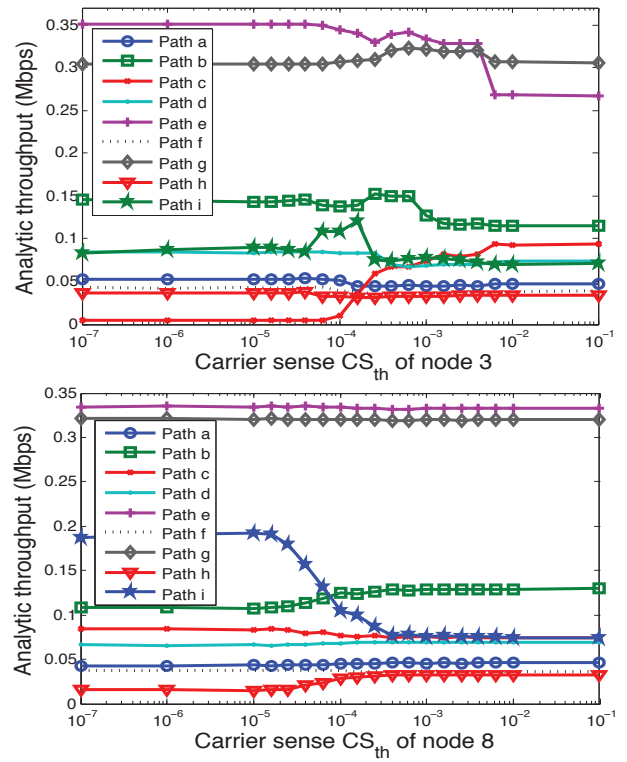 Analytic throughput (Mbps)
0.35
0.3
0.25
0.2
0.15
0.1
0.05
0
Path a
Path b
Path c
Path d
Path e
Path f
Path g
Path h
Path i
10⁻⁷ 10⁻⁶ 10⁻⁵ 10⁻⁴ 10⁻³ 10⁻² 10⁻¹
Carrier sense CS_th of node 3
Analytic throughput (Mbps)
0.35
0.3
0.25
0.2
0.15
0.1
0.05
0
Path a
Path b
Path c
Path d
Path e
Path f
Path g
Path h
Path i
10⁻⁷ 10⁻⁶ 10⁻⁵ 10⁻⁴ 10⁻³ 10⁻² 10⁻¹
Carrier sense CS_th of node 8